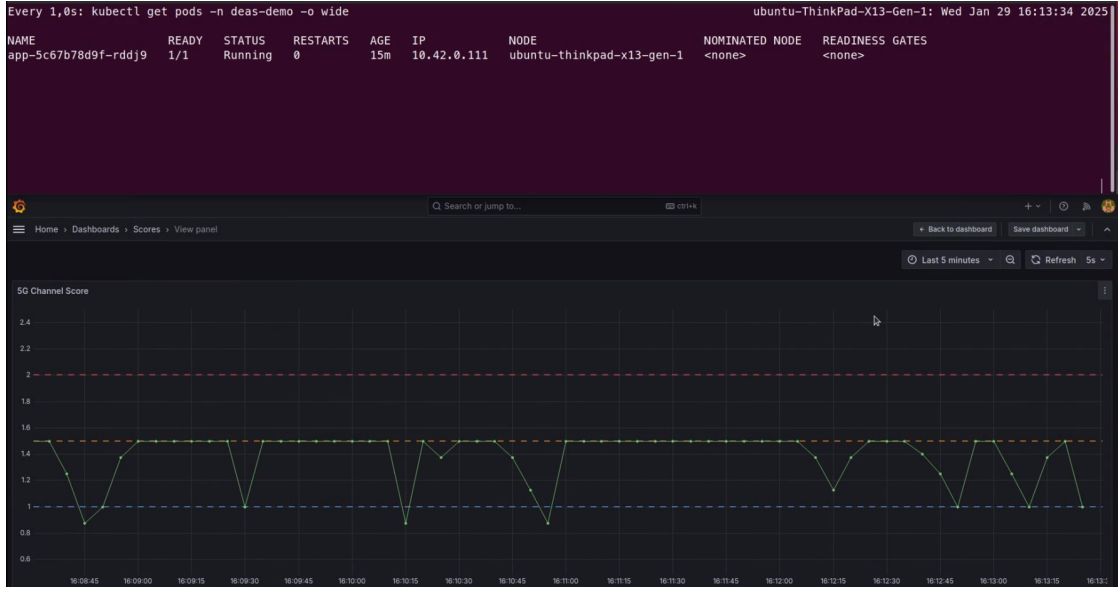 Every 1,0s: kubectl get pods -n deas-demo -o wide ubuntu-ThinkPad-X13-Gen-1: Wed Jan 29 16:13:34 2025
NAME READY STATUS RESTARTS AGE IP NODE NOMINATED NODE READINESS GATES
app-5c67b78d9f-rddj9 1/1 Running 0 15m 10.42.0.111 ubuntu-thinkpad-x13-gen-1 <none> <none>
Search or jump to... ctrl+k
Home › Dashboards › Scores › View panel Back to dashboard Save dashboard
Last 5 minutes Refresh 5s
5G Channel Score
2.4
2.2
2
1.8
1.6
1.4
1.2
1
0.8
0.6
16:08:45 16:09:00 16:09:15 16:09:30 16:09:45 16:10:00 16:10:15 16:10:30 16:10:45 16:11:00 16:11:15 16:11:30 16:11:45 16:12:00 16:12:15 16:12:30 16:12:45 16:13:00 16:13:15